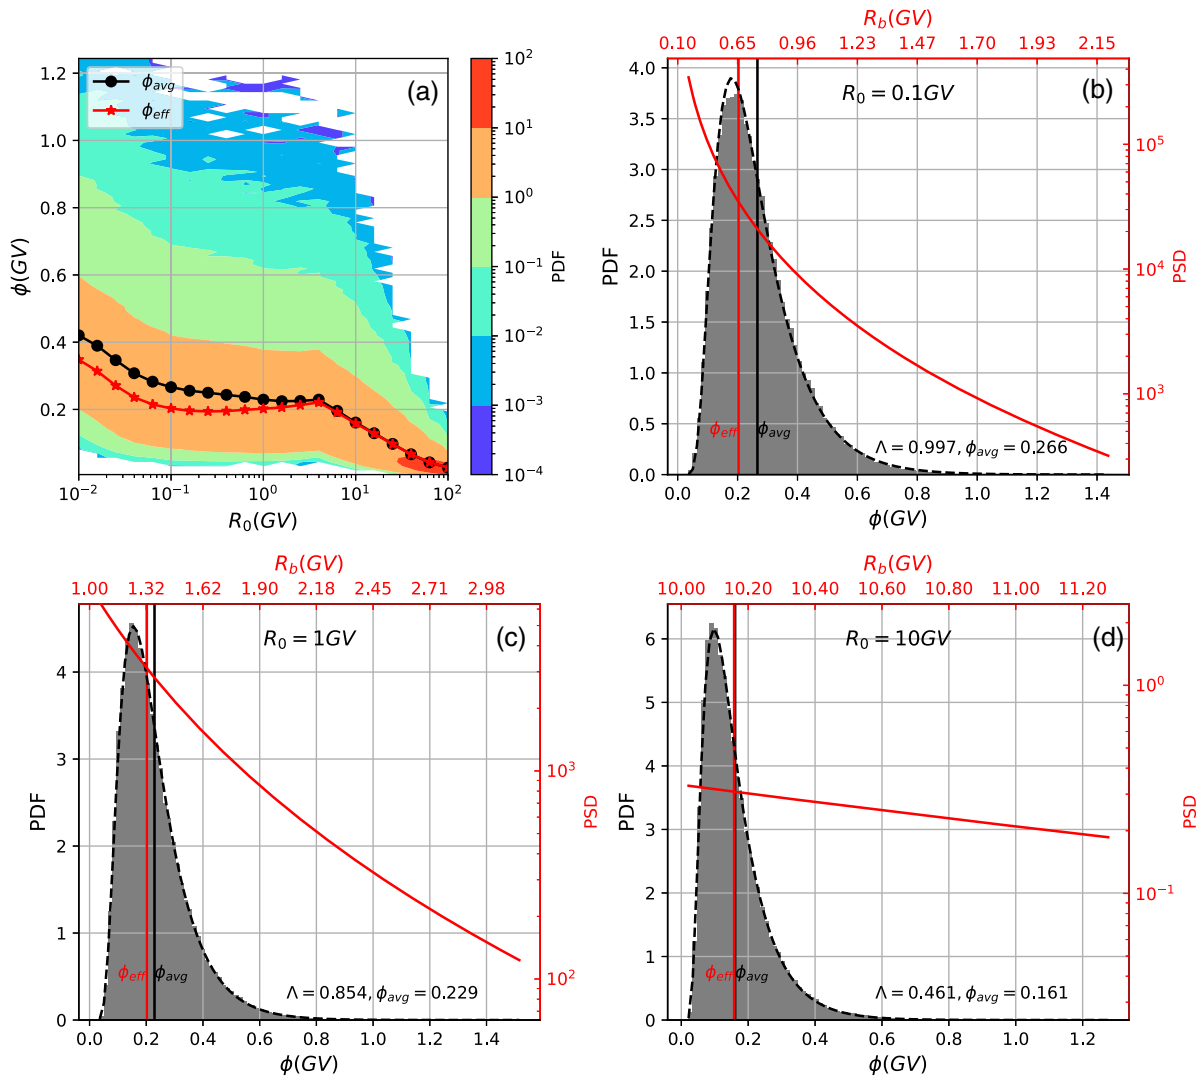 R_b(GV)
0.10 0.65 0.96 1.23 1.47 1.70 1.93 2.15
(a)
ϕ_avg
ϕ_eff
1.2
1.0
0.8
0.6
0.4
0.2
ϕ(GV)
10^−2 10^−1 10^0 10^1 10^2
R_0(GV)
10^2
10^1
10^0
10^−1
10^−2
10^−3
10^−4
PDF
(b)
R_0 = 0.1GV
4.0
3.5
3.0
2.5
2.0
1.5
1.0
0.5
0.0
PDF
10^5
10^4
10^3
PSD
ϕ_eff ϕ_avg
Λ = 0.997, ϕ_avg = 0.266
0.0 0.2 0.4 0.6 0.8 1.0 1.2 1.4
ϕ(GV)
R_b(GV)
1.00 1.32 1.62 1.90 2.18 2.45 2.71 2.98
R_0 = 1GV
(c)
4
3
2
1
0
PDF
10^3
10^2
PSD
ϕ_eff ϕ_avg
Λ = 0.854, ϕ_avg = 0.229
0.0 0.2 0.4 0.6 0.8 1.0 1.2 1.4
ϕ(GV)
R_b(GV)
10.00 10.20 10.40 10.60 10.80 11.00 11.20
R_0 = 10GV
(d)
6
5
4
3
2
1
0
PDF
10^0
10^−1
PSD
ϕ_eff ϕ_avg
Λ = 0.461, ϕ_avg = 0.161
0.0 0.2 0.4 0.6 0.8 1.0 1.2
ϕ(GV)